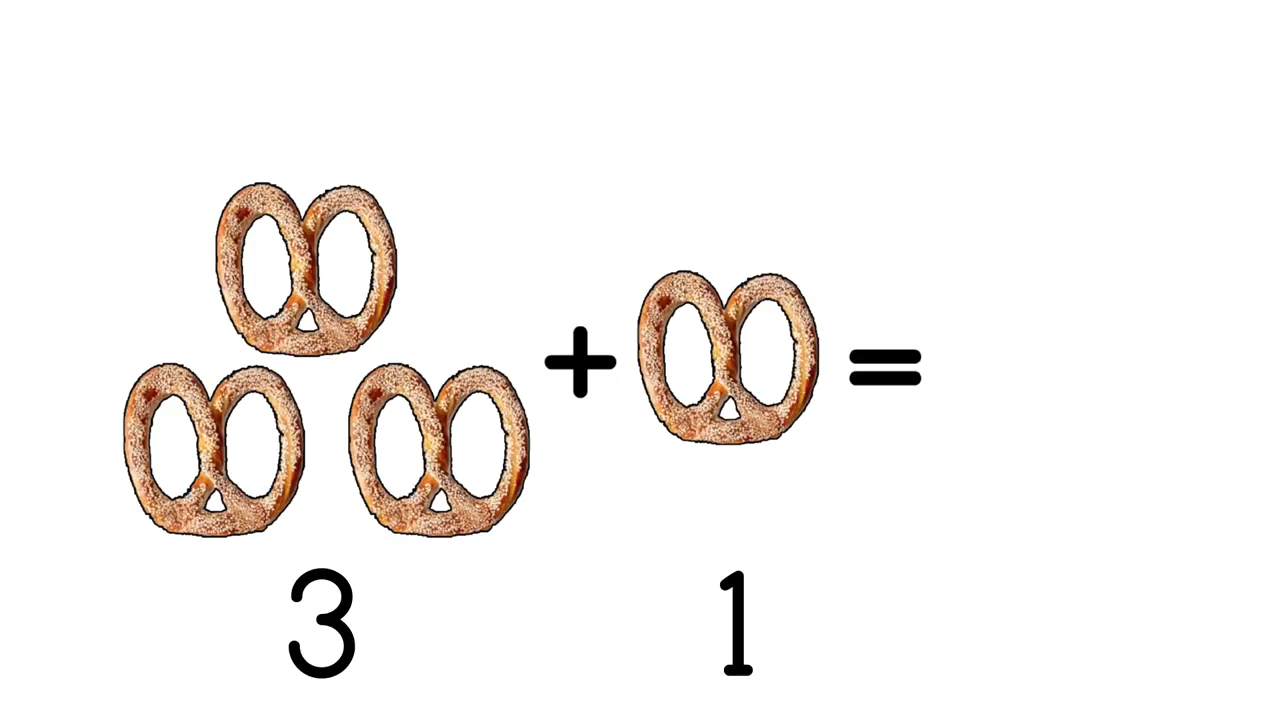 + =
3 1